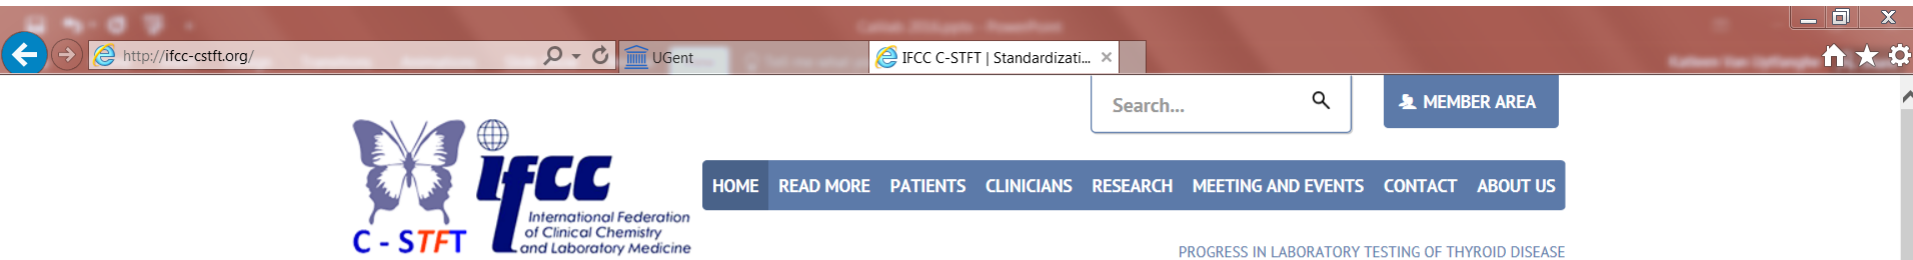 http://ifcc-cstft.org/
UGent
IFCC C-STFT | Standardizati...
Search...
MEMBER AREA
ifcc
International Federation
of Clinical Chemistry
and Laboratory Medicine
C - STFT
HOME READ MORE PATIENTS CLINICIANS RESEARCH MEETING AND EVENTS CONTACT ABOUT US
PROGRESS IN LABORATORY TESTING OF THYROID DISEASE